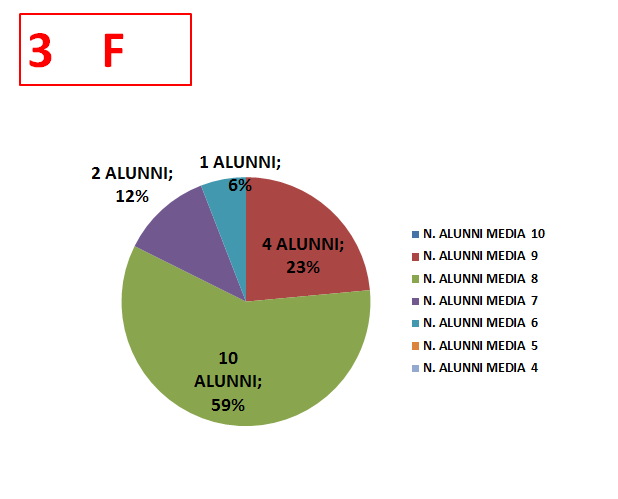 3 F
1 ALUNNI;
6%
2 ALUNNI;
12%
4 ALUNNI;
23%
10
ALUNNI;
59%
N. ALUNNI MEDIA 10
N. ALUNNI MEDIA 9
N. ALUNNI MEDIA 8
N. ALUNNI MEDIA 7
N. ALUNNI MEDIA 6
N. ALUNNI MEDIA 5
N. ALUNNI MEDIA 4